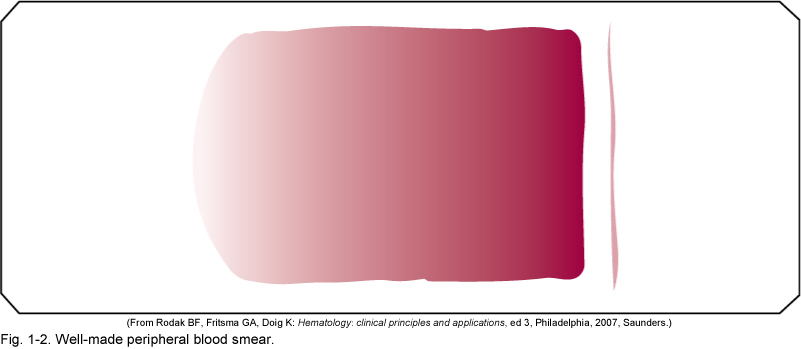 (From Rodak BF, Fritsma GA, Doig K: Hematology: clinical principles and applications, ed 3, Philadelphia, 2007, Saunders.)
Fig. 1-2. Well-made peripheral blood smear.